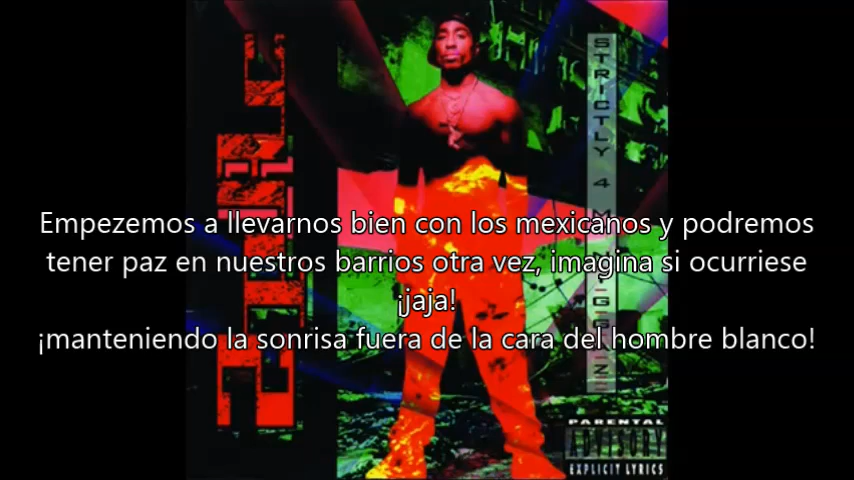 2PAC
STRICTLY 4 MY N.I.G.G.A.Z.
Empezemos a llevarnos bien con los mexicanos y podremos
tener paz en nuestros barrios otra vez, imagina si ocurriese
¡jaja!
¡manteniendo la sonrisa fuera de la cara del hombre blanco!
PARENTAL
ADVISORY
EXPLICIT LYRICS